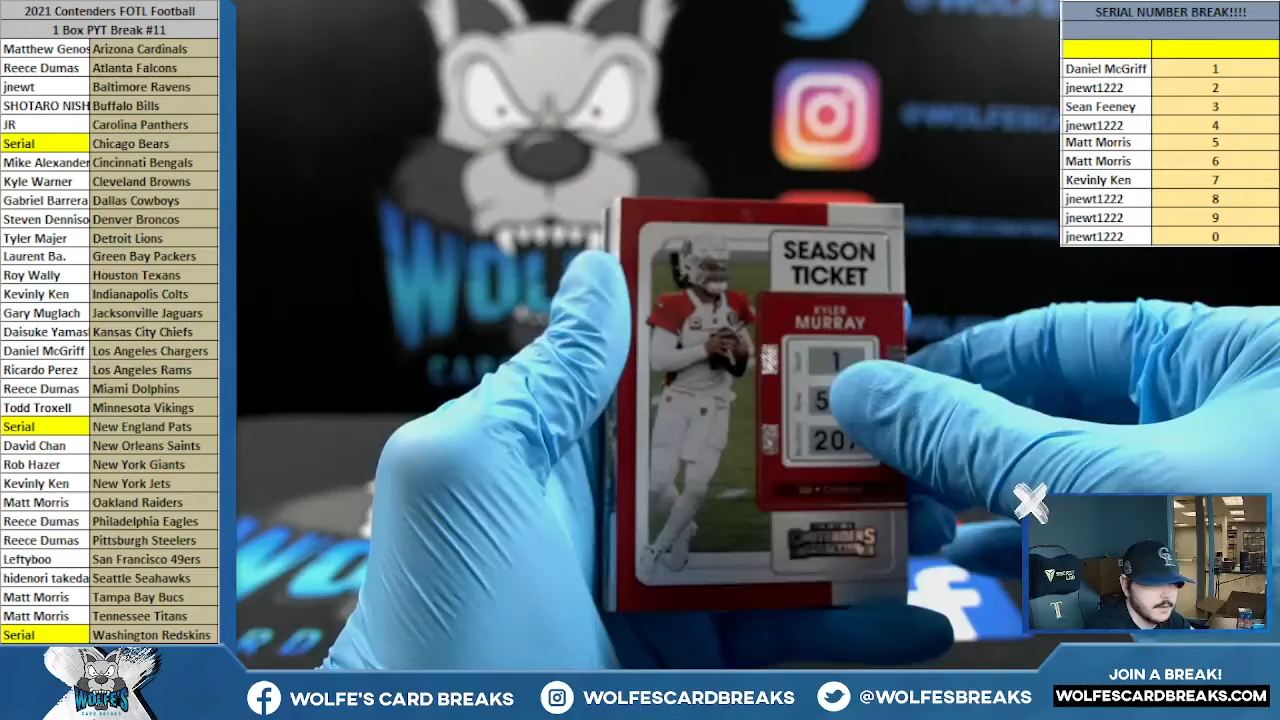 2021 Contenders FOTL Football
1 Box PYT Break #11
Matthew Genos Arizona Cardinals
Reece Dumas Atlanta Falcons
jnewt Baltimore Ravens
SHOTARO NISH Buffalo Bills
JR Carolina Panthers
Serial Chicago Bears
Mike Alexander Cincinnati Bengals
Kyle Warner Cleveland Browns
Gabriel Barrera Dallas Cowboys
Steven Denniso Denver Broncos
Tyler Majer Detroit Lions
Laurent Ba. Green Bay Packers
Roy Wally Houston Texans
Kevinly Ken Indianapolis Colts
Gary Muglach Jacksonville Jaguars
Daisuke Yamas Kansas City Chiefs
Daniel McGriff Los Angeles Chargers
Ricardo Perez Los Angeles Rams
Reece Dumas Miami Dolphins
Todd Troxell Minnesota Vikings
Serial New England Pats
David Chan New Orleans Saints
Rob Hazer New York Giants
Kevinly Ken New York Jets
Matt Morris Oakland Raiders
Reece Dumas Philadelphia Eagles
Reece Dumas Pittsburgh Steelers
Leftyboo San Francisco 49ers
hidenori takeda Seattle Seahawks
Matt Morris Tampa Bay Bucs
Matt Morris Tennessee Titans
Serial Washington Redskins
SEASON
TICKET
KYLER
MURRAY
1
5
207
CONTENDERS
SERIAL NUMBER BREAK!!!!
Daniel McGriff 1
jnewt1222 2
Sean Feeney 3
jnewt1222 4
Matt Morris 5
Matt Morris 6
Kevinly Ken 7
jnewt1222 8
jnewt1222 9
jnewt1222 0
WOLFE'S CARD BREAKS
WOLFESCARDBREAKS
@WOLFESBREAKS
JOIN A BREAK!
WOLFESCARDBREAKS.COM